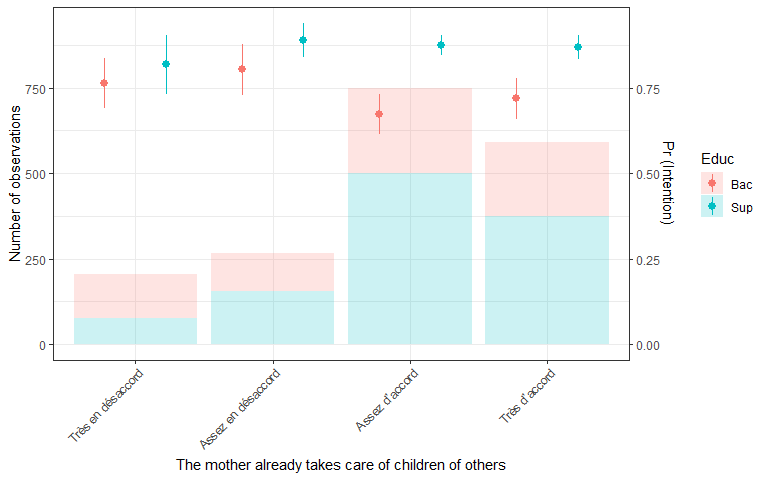 Number of observations
750
500
250
0
0.75
0.50
0.25
0.00
Pr (Intention)
Educ
Bac
Sup
Très en désaccord
Assez en désaccord
Assez d'accord
Très d'accord
The mother already takes care of children of others